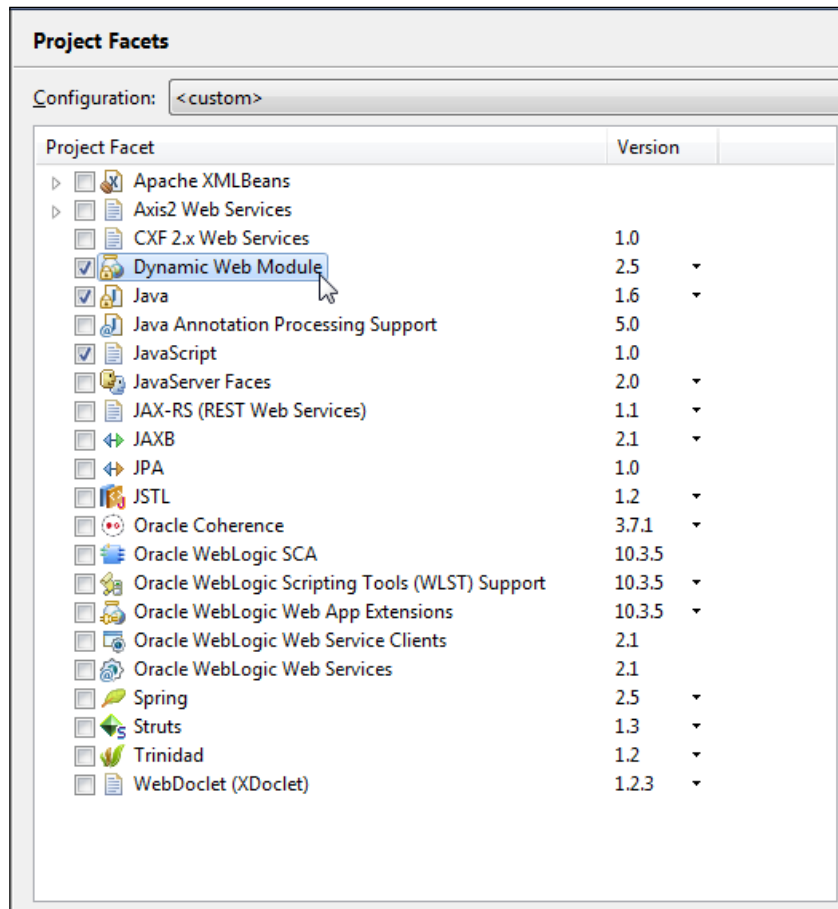 Project Facets
Configuration: <custom>
Project Facet Version
Apache XMLBeans
Axis2 Web Services
CXF 2.x Web Services 1.0
Dynamic Web Module 2.5
Java 1.6
Java Annotation Processing Support 5.0
JavaScript 1.0
JavaServer Faces 2.0
JAX-RS (REST Web Services) 1.1
JAXB 2.1
JPA 1.0
JSTL 1.2
Oracle Coherence 3.7.1
Oracle WebLogic SCA 10.3.5
Oracle WebLogic Scripting Tools (WLST) Support 10.3.5
Oracle WebLogic Web App Extensions 10.3.5
Oracle WebLogic Web Service Clients 2.1
Oracle WebLogic Web Services 2.1
Spring 2.5
Struts 1.3
Trinidad 1.2
WebDoclet (XDoclet) 1.2.3